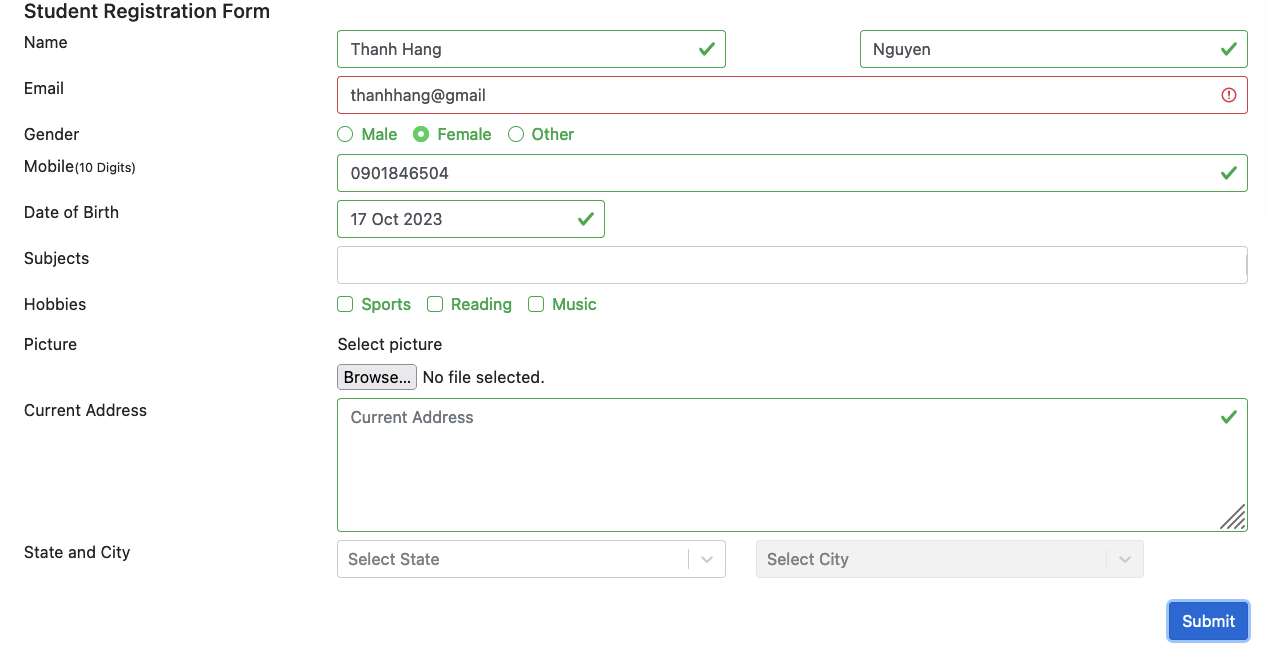 Student Registration Form
Name Thanh Hang Nguyen
Email thanhhang@gmail
Gender Male Female Other
Mobile(10 Digits) 0901846504
Date of Birth 17 Oct 2023
Subjects
Hobbies Sports Reading Music
Picture Select picture
Browse... No file selected.
Current Address Current Address
State and City Select State Select City
Submit